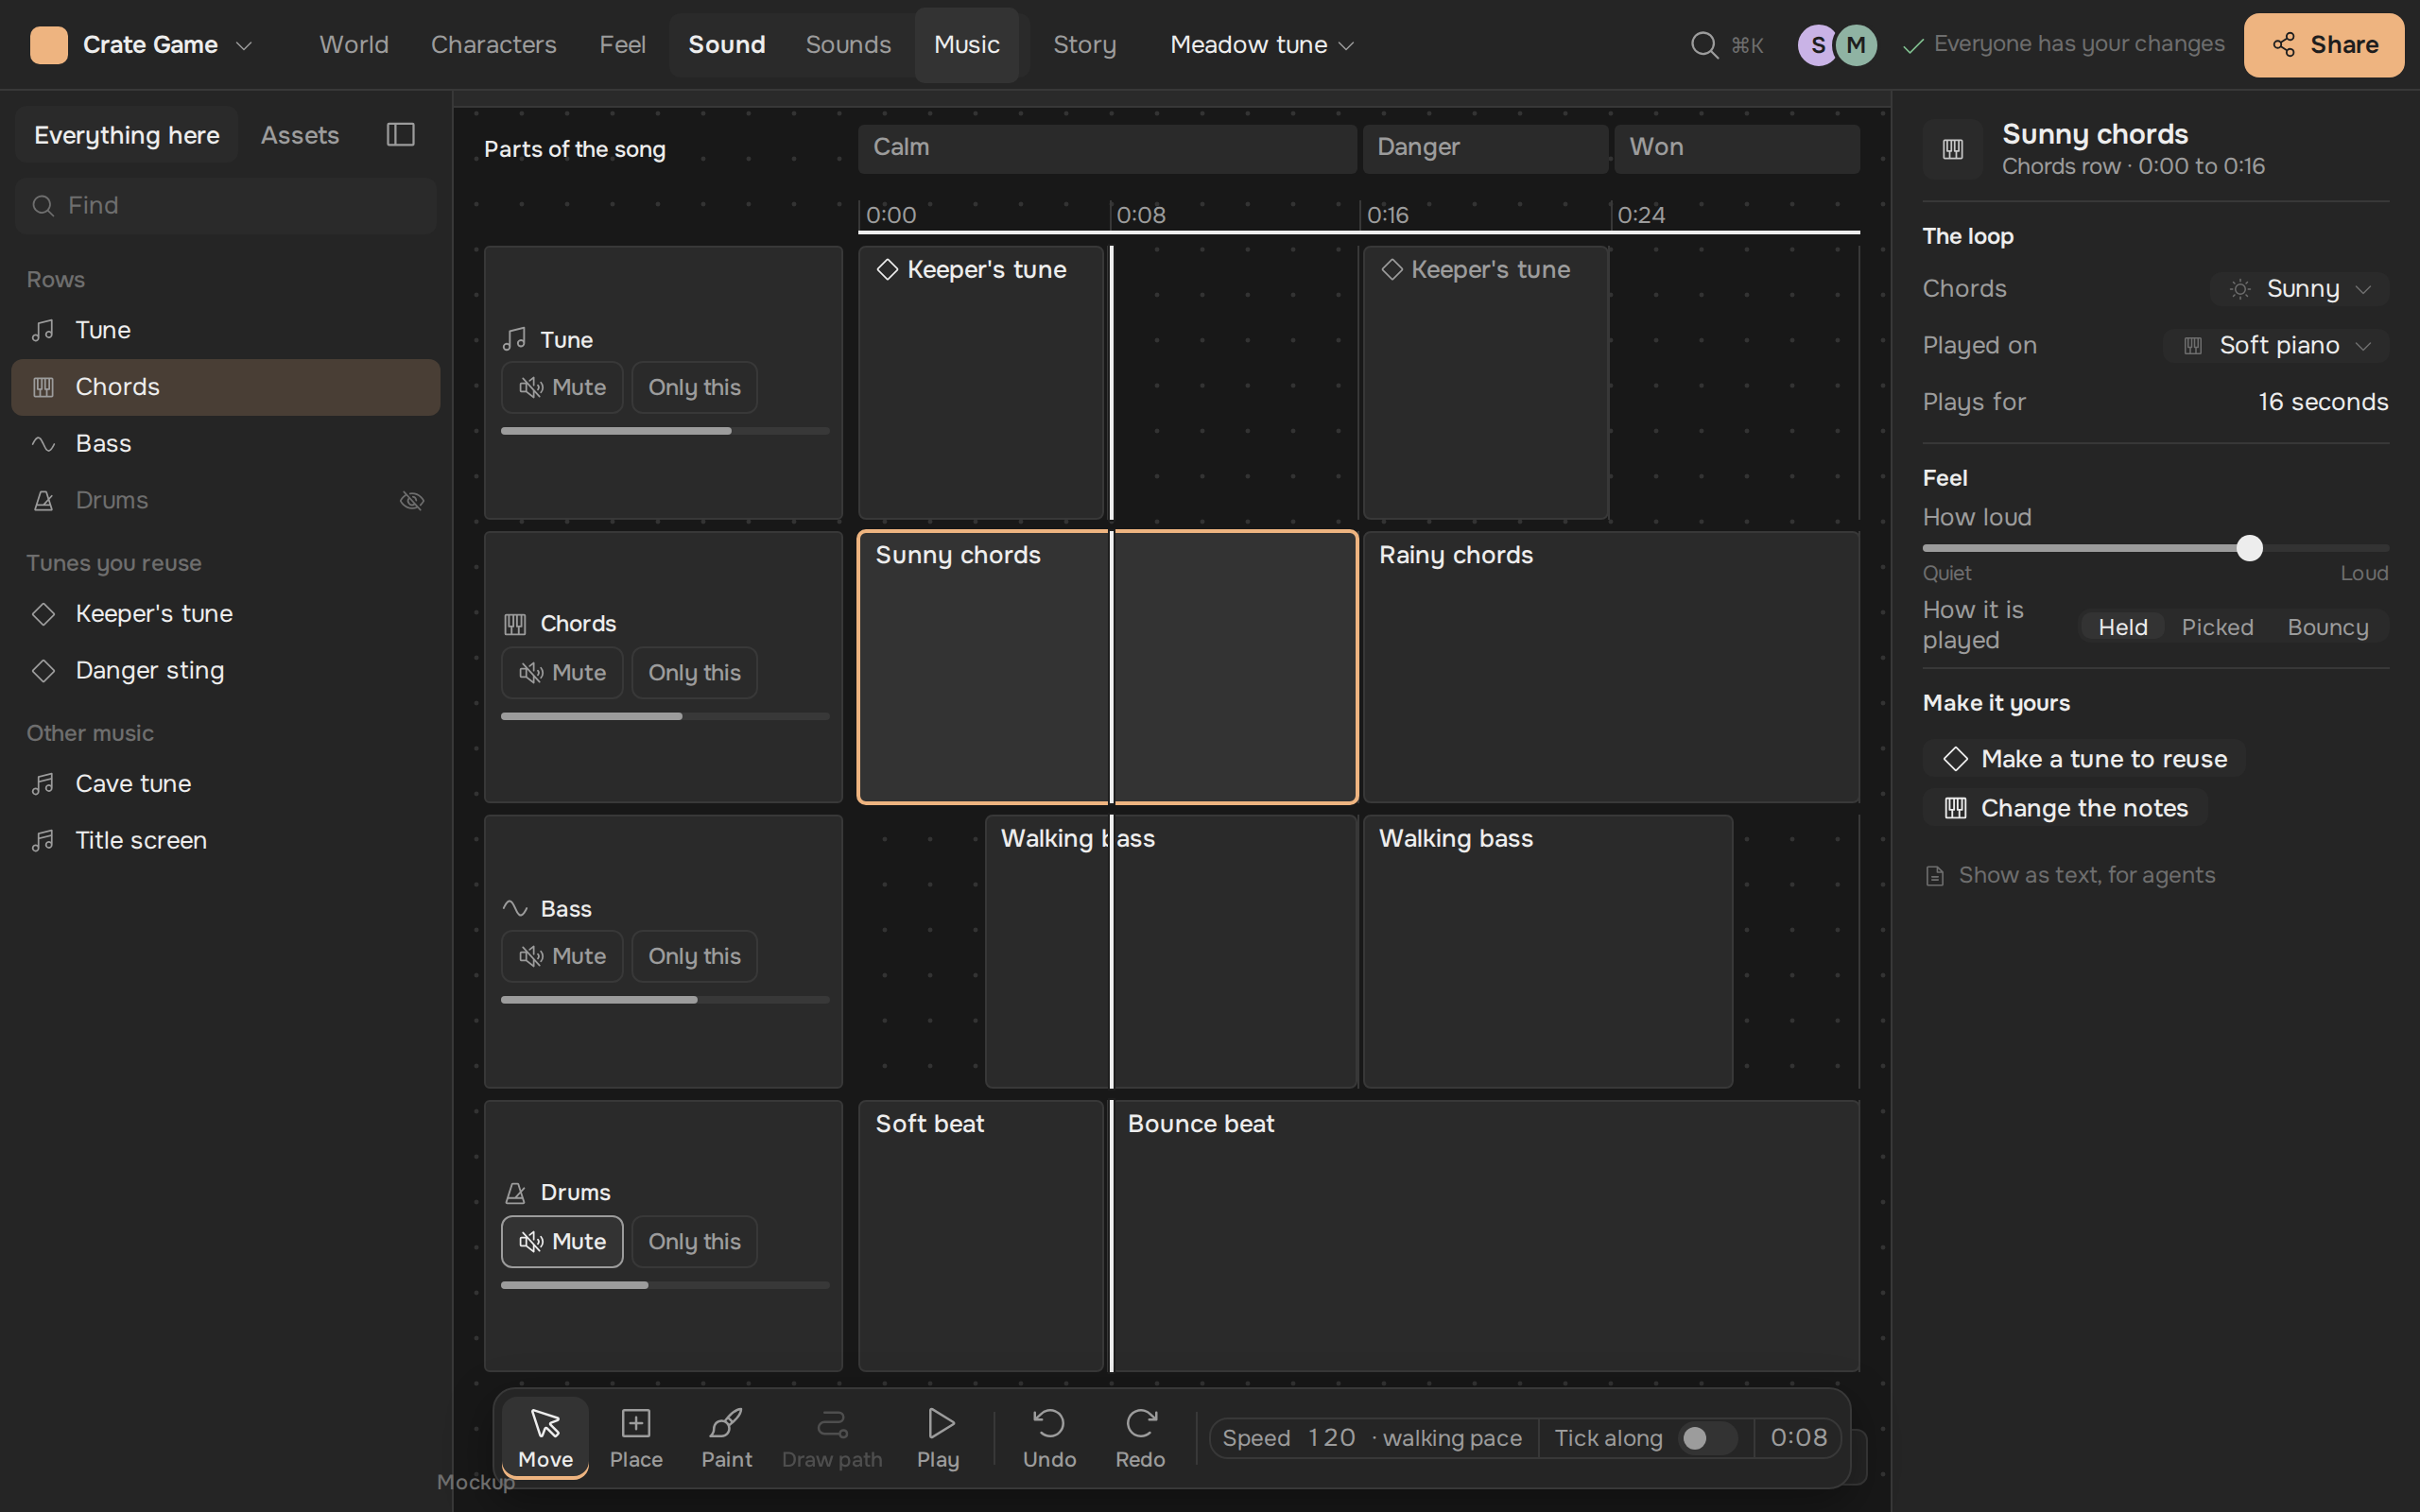 Crate Game
World
Characters
Feel
Sound
Sounds
Music
Story
Meadow tune
⌘K
S
M
Everyone has your changes
Share
Everything here
Assets
Find
Rows
Tune
Chords
Bass
Drums
Tunes you reuse
Keeper's tune
Danger sting
Other music
Cave tune
Title screen
Parts of the song
Calm
Danger
Won
0:00
0:08
0:16
0:24
Tune
Mute
Only this
Keeper's tune
Keeper's tune
Chords
Mute
Only this
Sunny chords
Rainy chords
Bass
Mute
Only this
Walking bass
Walking bass
Drums
Mute
Only this
Soft beat
Bounce beat
Move
Place
Paint
Draw path
Play
Undo
Redo
Speed 120 · walking pace
Tick along
0:08
Mockup
Sunny chords
Chords row · 0:00 to 0:16
The loop
Chords
Sunny
Played on
Soft piano
Plays for
16 seconds
Feel
How loud
Quiet
Loud
How it is
played
Held
Picked
Bouncy
Make it yours
Make a tune to reuse
Change the notes
Show as text, for agents